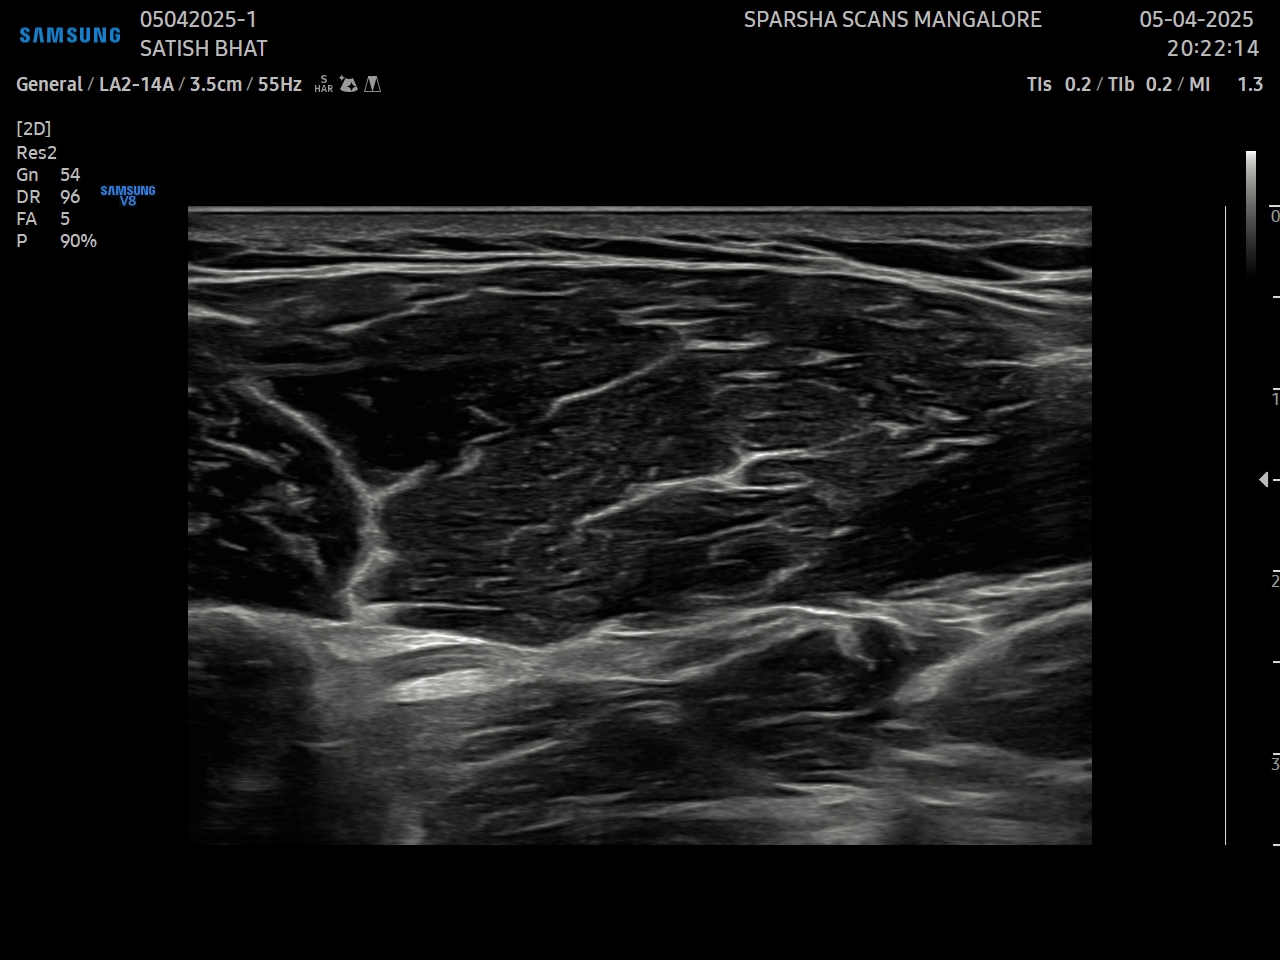 SAMSUNG
05042025-1
SATISH BHAT
SPARSHA SCANS MANGALORE
05-04-2025
20:22:14
General / LA2-14A / 3.5cm / 55Hz
S
HAR
TIs 0.2 / TIb 0.2 / MI 1.3
[2D]
Res2
Gn 54
DR 96
FA 5
P 90%
SAMSUNG
V8
0
1
2
3